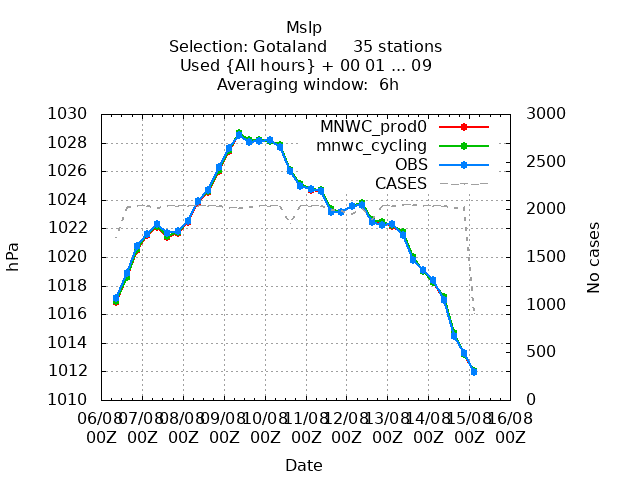 Mslp
Selection: Gotaland     35 stations
Used {All hours} + 00 01 ... 09
Averaging window:  6h
MNWC_prod0
mnwc_cycling
OBS
CASES
hPa
1030
1028
1026
1024
1022
1020
1018
1016
1014
1012
1010
No cases
3000
2500
2000
1500
1000
500
0
06/08 07/08 08/08 09/08 10/08 11/08 12/08 13/08 14/08 15/08 16/08
00Z 00Z 00Z 00Z 00Z 00Z 00Z 00Z 00Z 00Z 00Z
Date